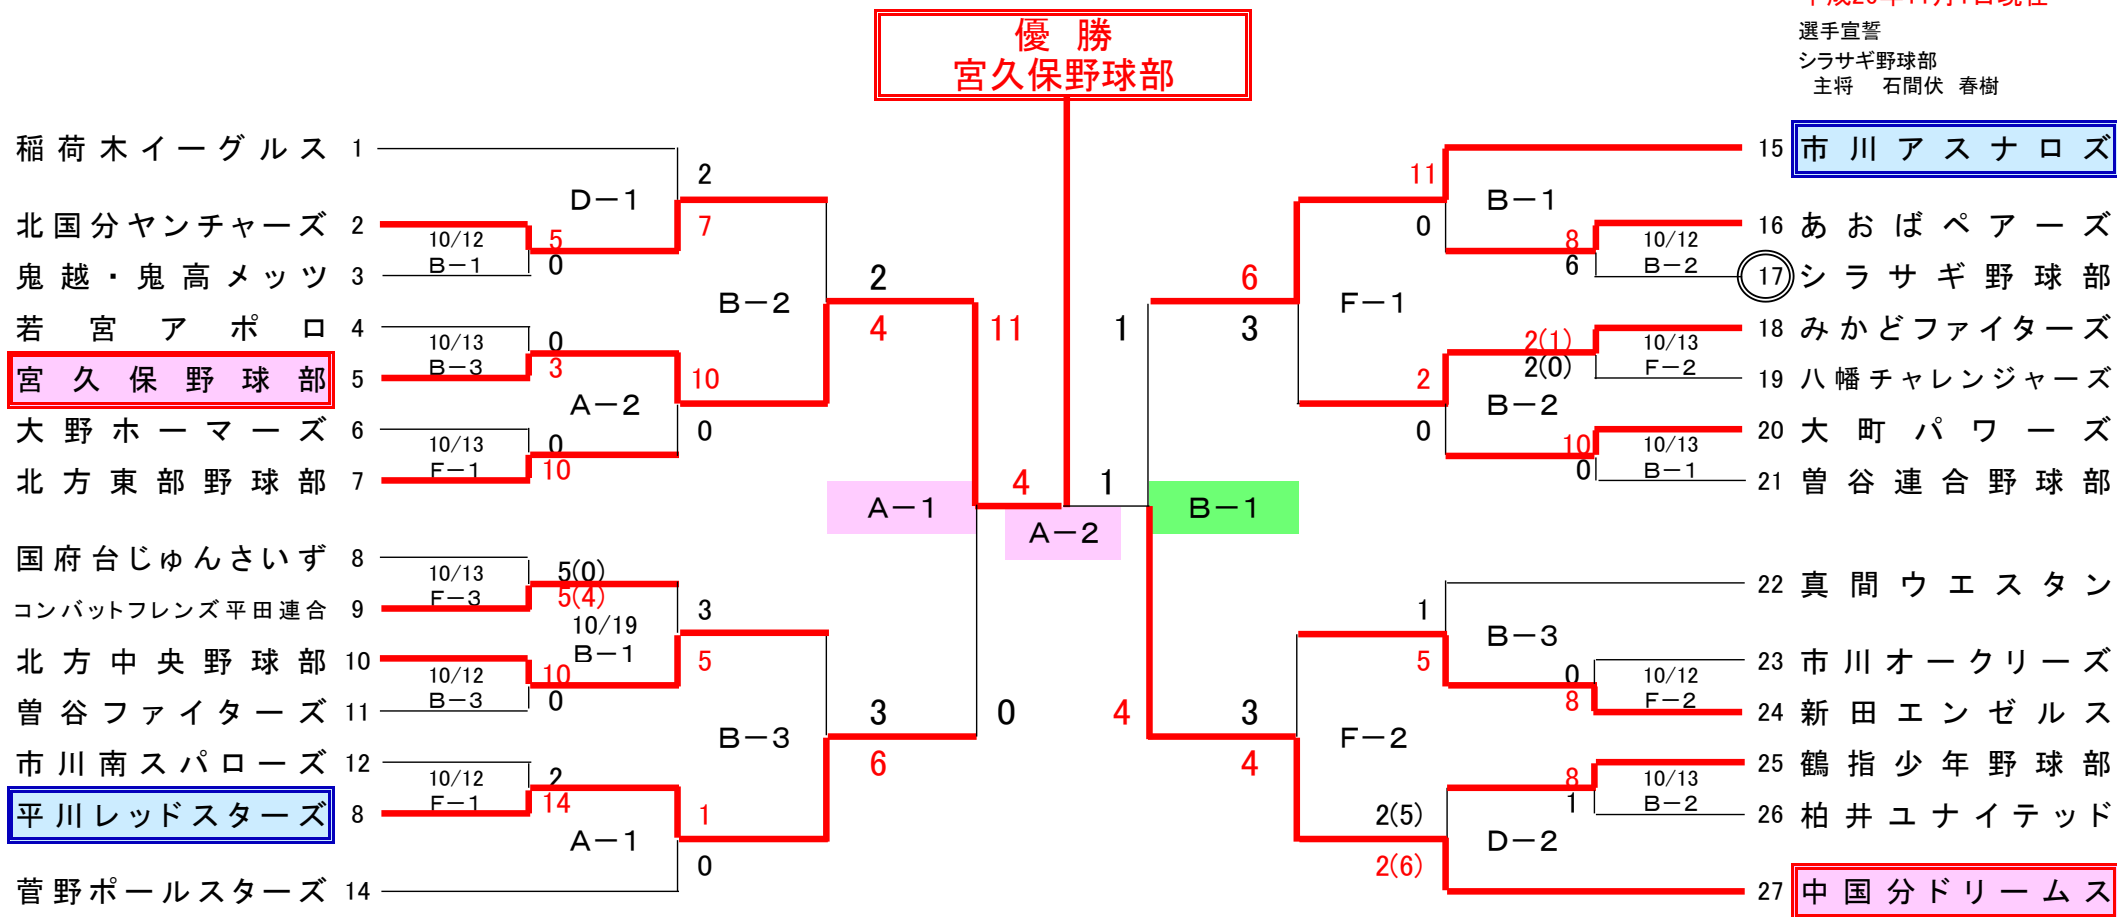 優 勝
宮久保野球部
選手宣誓
シラサギ野球部
主将 石間伏 春樹
稲荷木イーグルス 1
北国分ヤンチャーズ 2
鬼越・鬼高メッツ 3
若宮アポロ 4
宮久保野球部 5
大野ホーマーズ 6
北方東部野球部 7
国府台じゅんさいず 8
コンバットフレンズ平田連合 9
北方中央野球部 10
曽谷ファイターズ 11
市川南スパローズ 12
平川レッドスターズ 8
菅野ポールスターズ 14
10/12
B-1
5
0
10/13
B-3
0
3
10/13
F-1
0
10
10/13
F-3
5(0)
5(4)
10/12
B-3
10
0
10/12
F-1
2
14
D-1
2
7
A-2
10
0
10/19
B-1
3
5
A-1
1
0
B-2
2
4
B-3
3
6
A-1
11
0
4
1
A-2
B-1
1
4
F-1
6
3
F-2
3
4
B-1
11
0
B-2
2
0
B-3
1
5
D-2
2(5)
2(6)
8
6
10/12
B-2
2(1)
2(0)
10/13
F-2
10
0
10/13
B-1
0
8
10/12
F-2
8
1
10/13
B-2
15 市川アスナロズ
16 あおばペアーズ
17 シラサギ野球部
18 みかどファイターズ
19 八幡チャレンジャーズ
20 大町パワーズ
21 曽谷連合野球部
22 真間ウエスタン
23 市川オークリーズ
24 新田エンゼルス
25 鶴指少年野球部
26 柏井ユナイテッド
27 中国分ドリームス